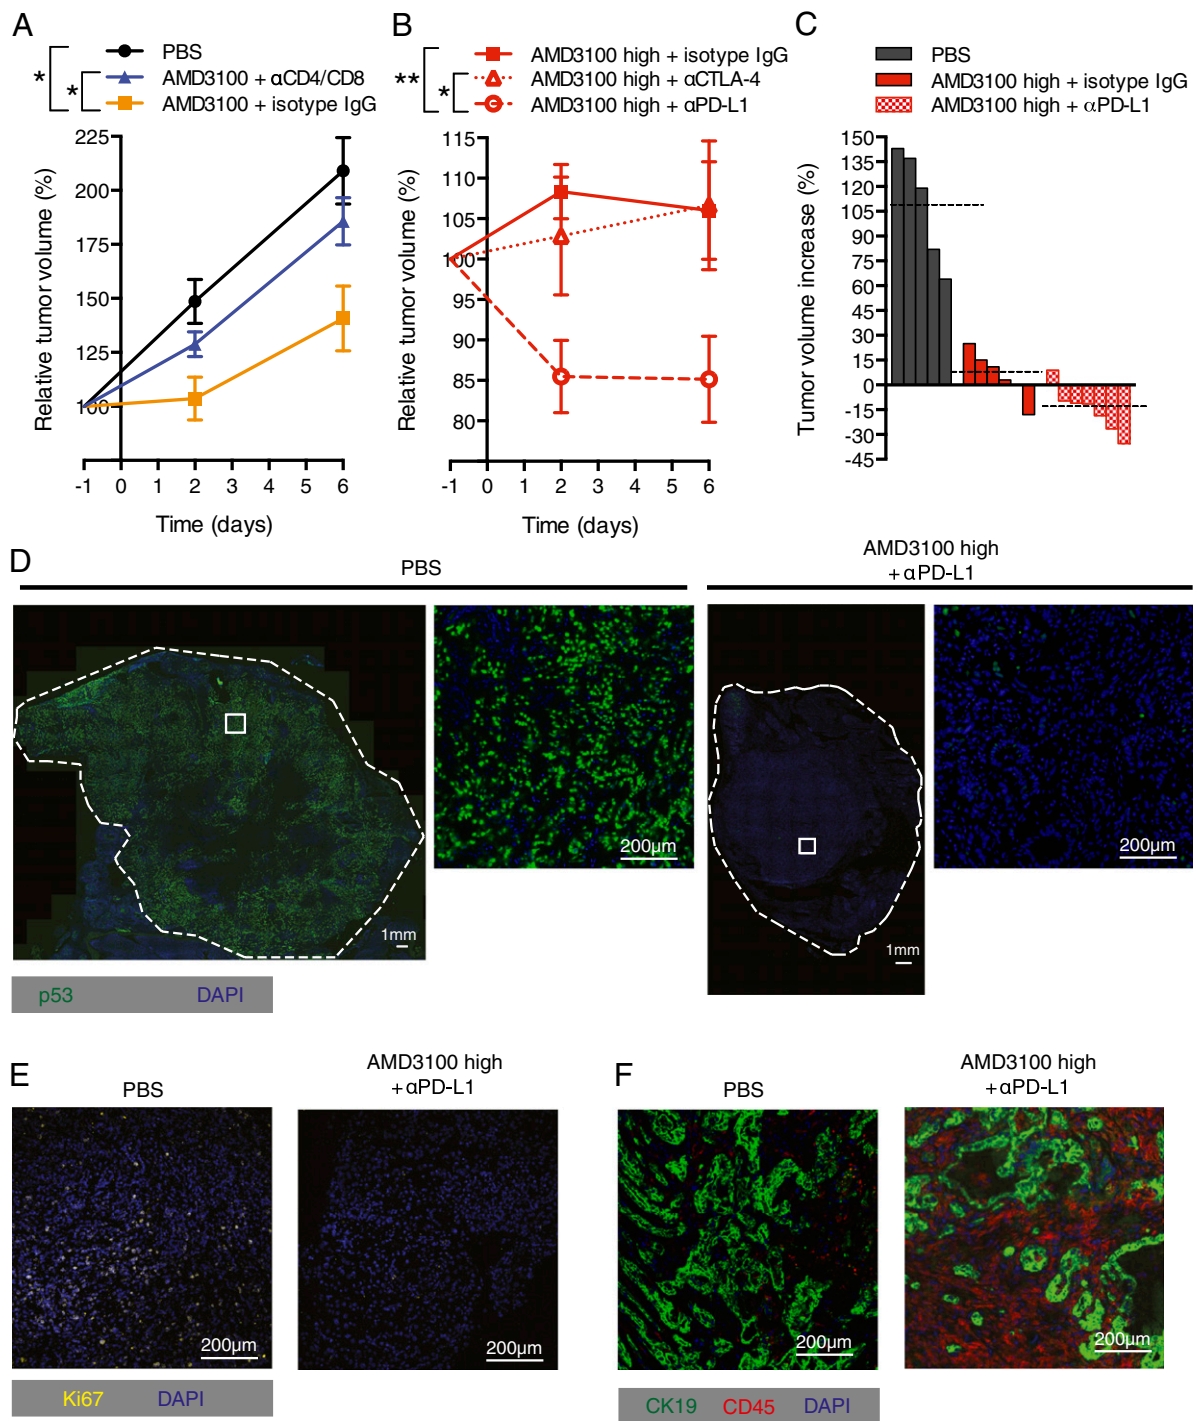 A
*
*
PBS
AMD3100 + αCD4/CD8
AMD3100 + isotype IgG
Relative tumor volume (%)
225
200
175
150
125
100
-1 0 1 2 3 4 5 6
Time (days)
B
**
*
AMD3100 high + isotype IgG
AMD3100 high + αCTLA-4
AMD3100 high + αPD-L1
Relative tumor volume (%)
115
110
105
100
95
90
85
80
-1 0 1 2 3 4 5 6
Time (days)
C
PBS
AMD3100 high + isotype IgG
AMD3100 high + αPD-L1
Tumor volume increase (%)
150
135
120
105
90
75
60
45
30
15
0
-15
-30
-45
D
PBS
AMD3100 high
+ αPD-L1
1mm
200µm
1mm
200µm
p53 DAPI
E
PBS
AMD3100 high
+ αPD-L1
200µm
200µm
Ki67 DAPI
F
PBS
AMD3100 high
+ αPD-L1
200µm
200µm
CK19 CD45 DAPI